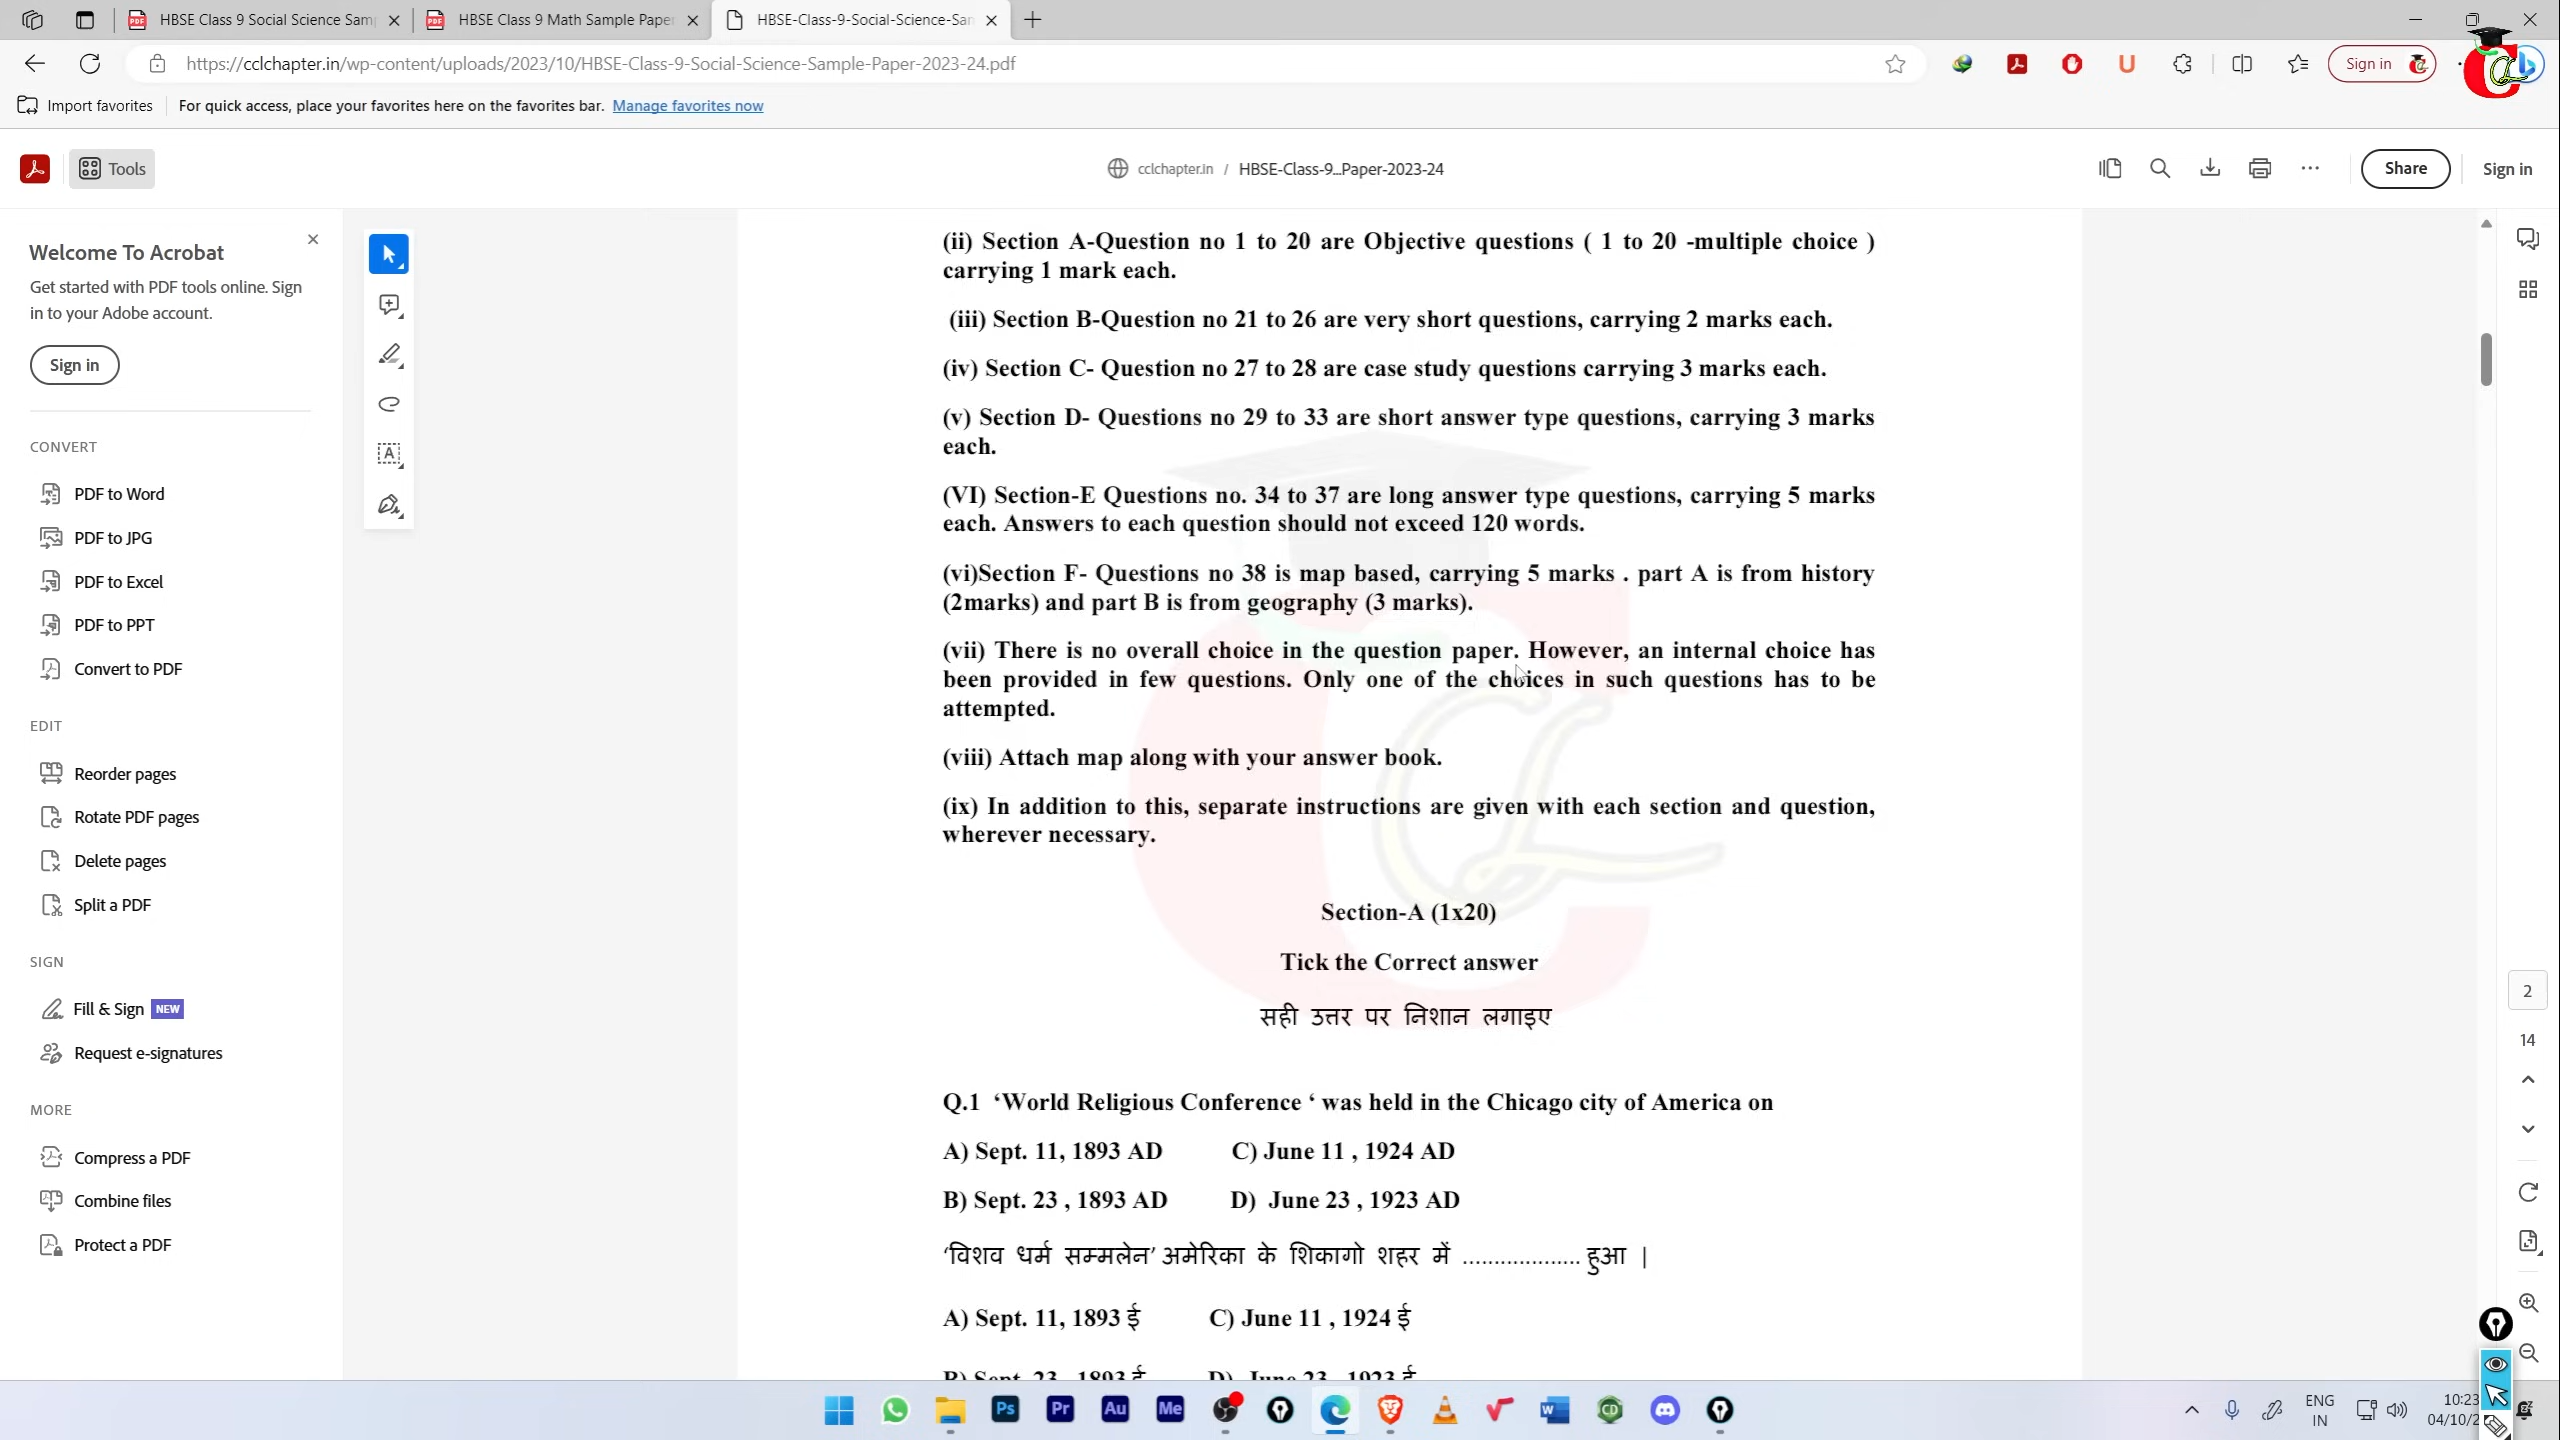 HBSE Class 9 Social Science Sam
HBSE Class 9 Math Sample Paper
HBSE-Class-9-Social-Science-Sam
https://cclchapter.in/wp-content/uploads/2023/10/HBSE-Class-9-Social-Science-Sample-Paper-2023-24.pdf
Sign in
Import favorites
For quick access, place your favorites here on the favorites bar. Manage favorites now
Tools
cclchapter.in / HBSE-Class-9...Paper-2023-24
Share
Sign in
Welcome To Acrobat
Get started with PDF tools online. Sign
in to your Adobe account.
Sign in
CONVERT
PDF to Word
PDF to JPG
PDF to Excel
PDF to PPT
Convert to PDF
EDIT
Reorder pages
Rotate PDF pages
Delete pages
Split a PDF
SIGN
Fill & Sign NEW
Request e-signatures
MORE
Compress a PDF
Combine files
Protect a PDF
(ii) Section A-Question no 1 to 20 are Objective questions ( 1 to 20 -multiple choice )
carrying 1 mark each.
(iii) Section B-Question no 21 to 26 are very short questions, carrying 2 marks each.
(iv) Section C- Question no 27 to 28 are case study questions carrying 3 marks each.
(v) Section D- Questions no 29 to 33 are short answer type questions, carrying 3 marks
each.
(VI) Section-E Questions no. 34 to 37 are long answer type questions, carrying 5 marks
each. Answers to each question should not exceed 120 words.
(vi)Section F- Questions no 38 is map based, carrying 5 marks . part A is from history
(2marks) and part B is from geography (3 marks).
(vii) There is no overall choice in the question paper. However, an internal choice has
been provided in few questions. Only one of the choices in such questions has to be
attempted.
(viii) Attach map along with your answer book.
(ix) In addition to this, separate instructions are given with each section and question,
wherever necessary.
Section-A (1x20)
Tick the Correct answer
सही उत्तर पर निशान लगाइए
Q.1 ‘World Religious Conference ‘ was held in the Chicago city of America on
A) Sept. 11, 1893 AD C) June 11 , 1924 AD
B) Sept. 23 , 1893 AD D) June 23 , 1923 AD
‘विशव धर्म सम्मलेन’ अमेरिका के शिकागो शहर में ................... हुआ |
A) Sept. 11, 1893 ई C) June 11 , 1924 ई
B) Sept. 23 , 1893 ई D) June 23 , 1923 ई
2
14
Ps
Pr
Au
Me
CD
ENG
IN
10:23
04/10/2